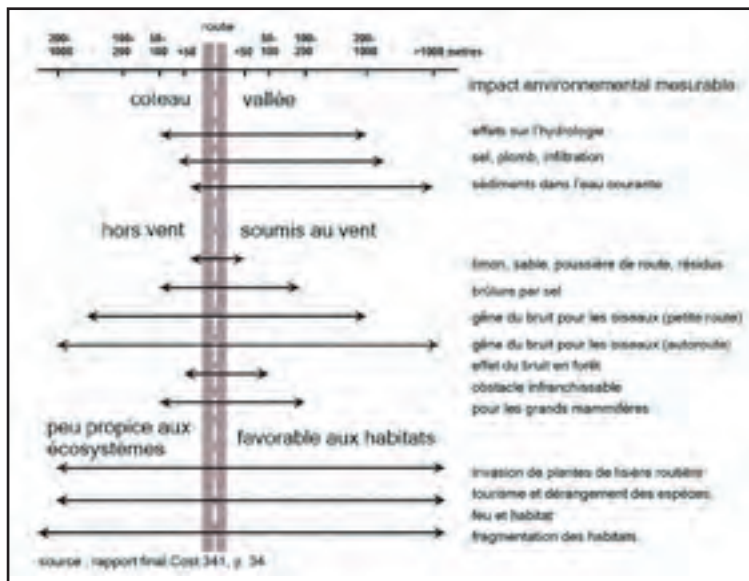 route
200-
1000
100-
200
50-
100
<50
<50
50-
100
100-
200
200-
1000
>1000 metres
impact environnemental mesurable
coteau
vallée
effets sur l'hydrologie
sel, plomb, infiltration
sédiments dans l'eau courante
hors vent
soumis au vent
limon, sable, poussière de route, résidus
brûlure par sel
gêne du bruit pour les oiseaux (petite route)
gêne du bruit pour les oiseaux (autoroute)
effet du bruit en forêt
obstacle infranchissable
pour les grands mammifères
peu propice aux
écosystèmes
favorable aux habitats
invasion de plantes de lisière routière
tourisme et dérangement des espèces,
feu et habitat
fragmentation des habitats
source : rapport final Cost 341, p. 34